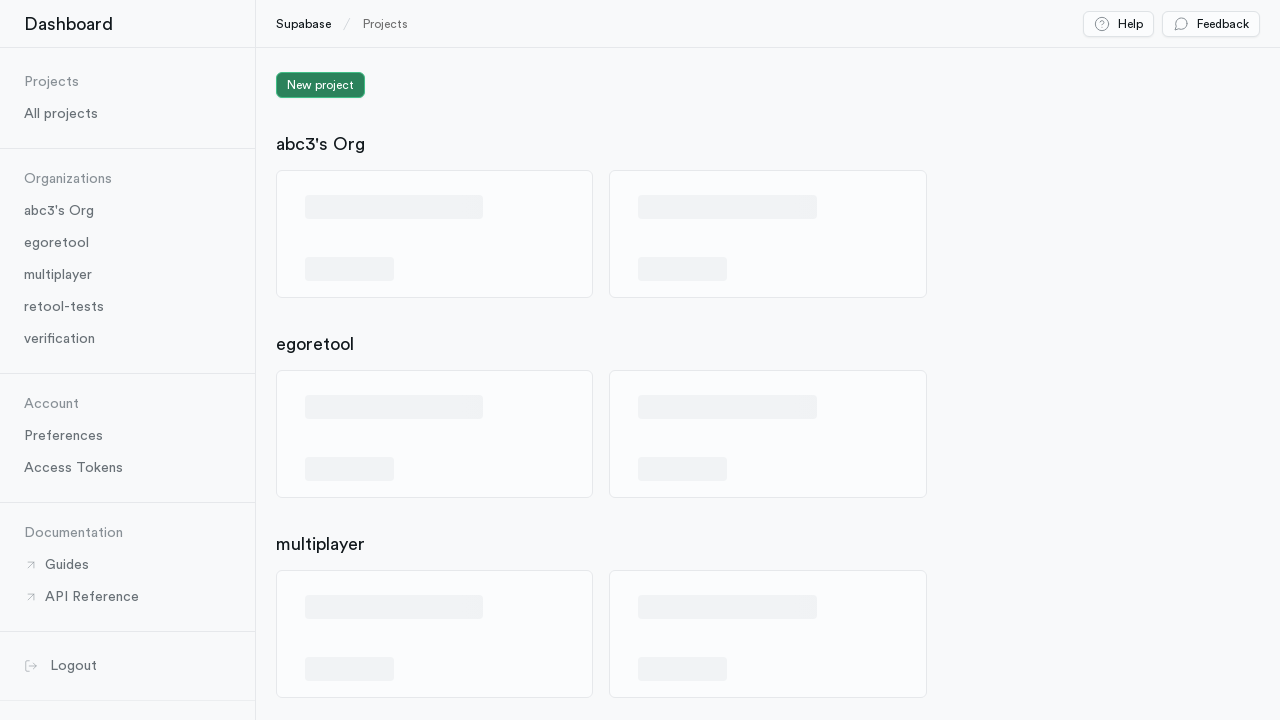 Dashboard
Supabase / Projects
Help
Feedback
Projects
All projects
Organizations
abc3's Org
egoretool
multiplayer
retool-tests
verification
Account
Preferences
Access Tokens
Documentation
Guides
API Reference
Logout
New project
abc3's Org
egoretool
multiplayer